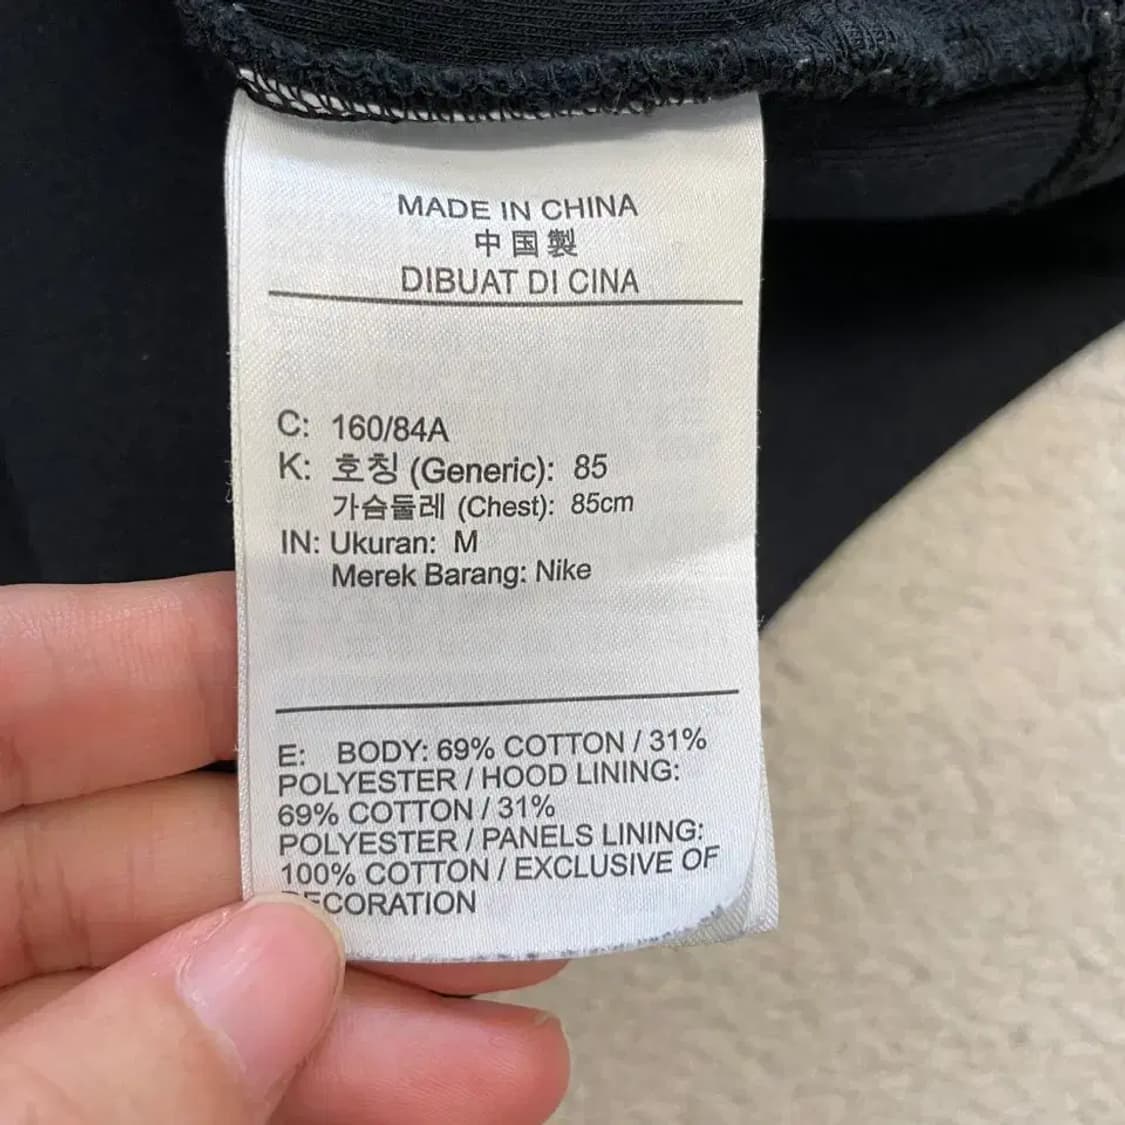 MADE IN CHINA
中国製
DIBUAT DI CINA
C: 160/84A
K: 호칭 (Generic): 85
가슴둘레 (Chest): 85cm
IN: Ukuran: M
Merek Barang: Nike
E: BODY: 69% COTTON / 31%
POLYESTER / HOOD LINING:
69% COTTON / 31%
POLYESTER / PANELS LINING:
100% COTTON / EXCLUSIVE OF
DECORATION